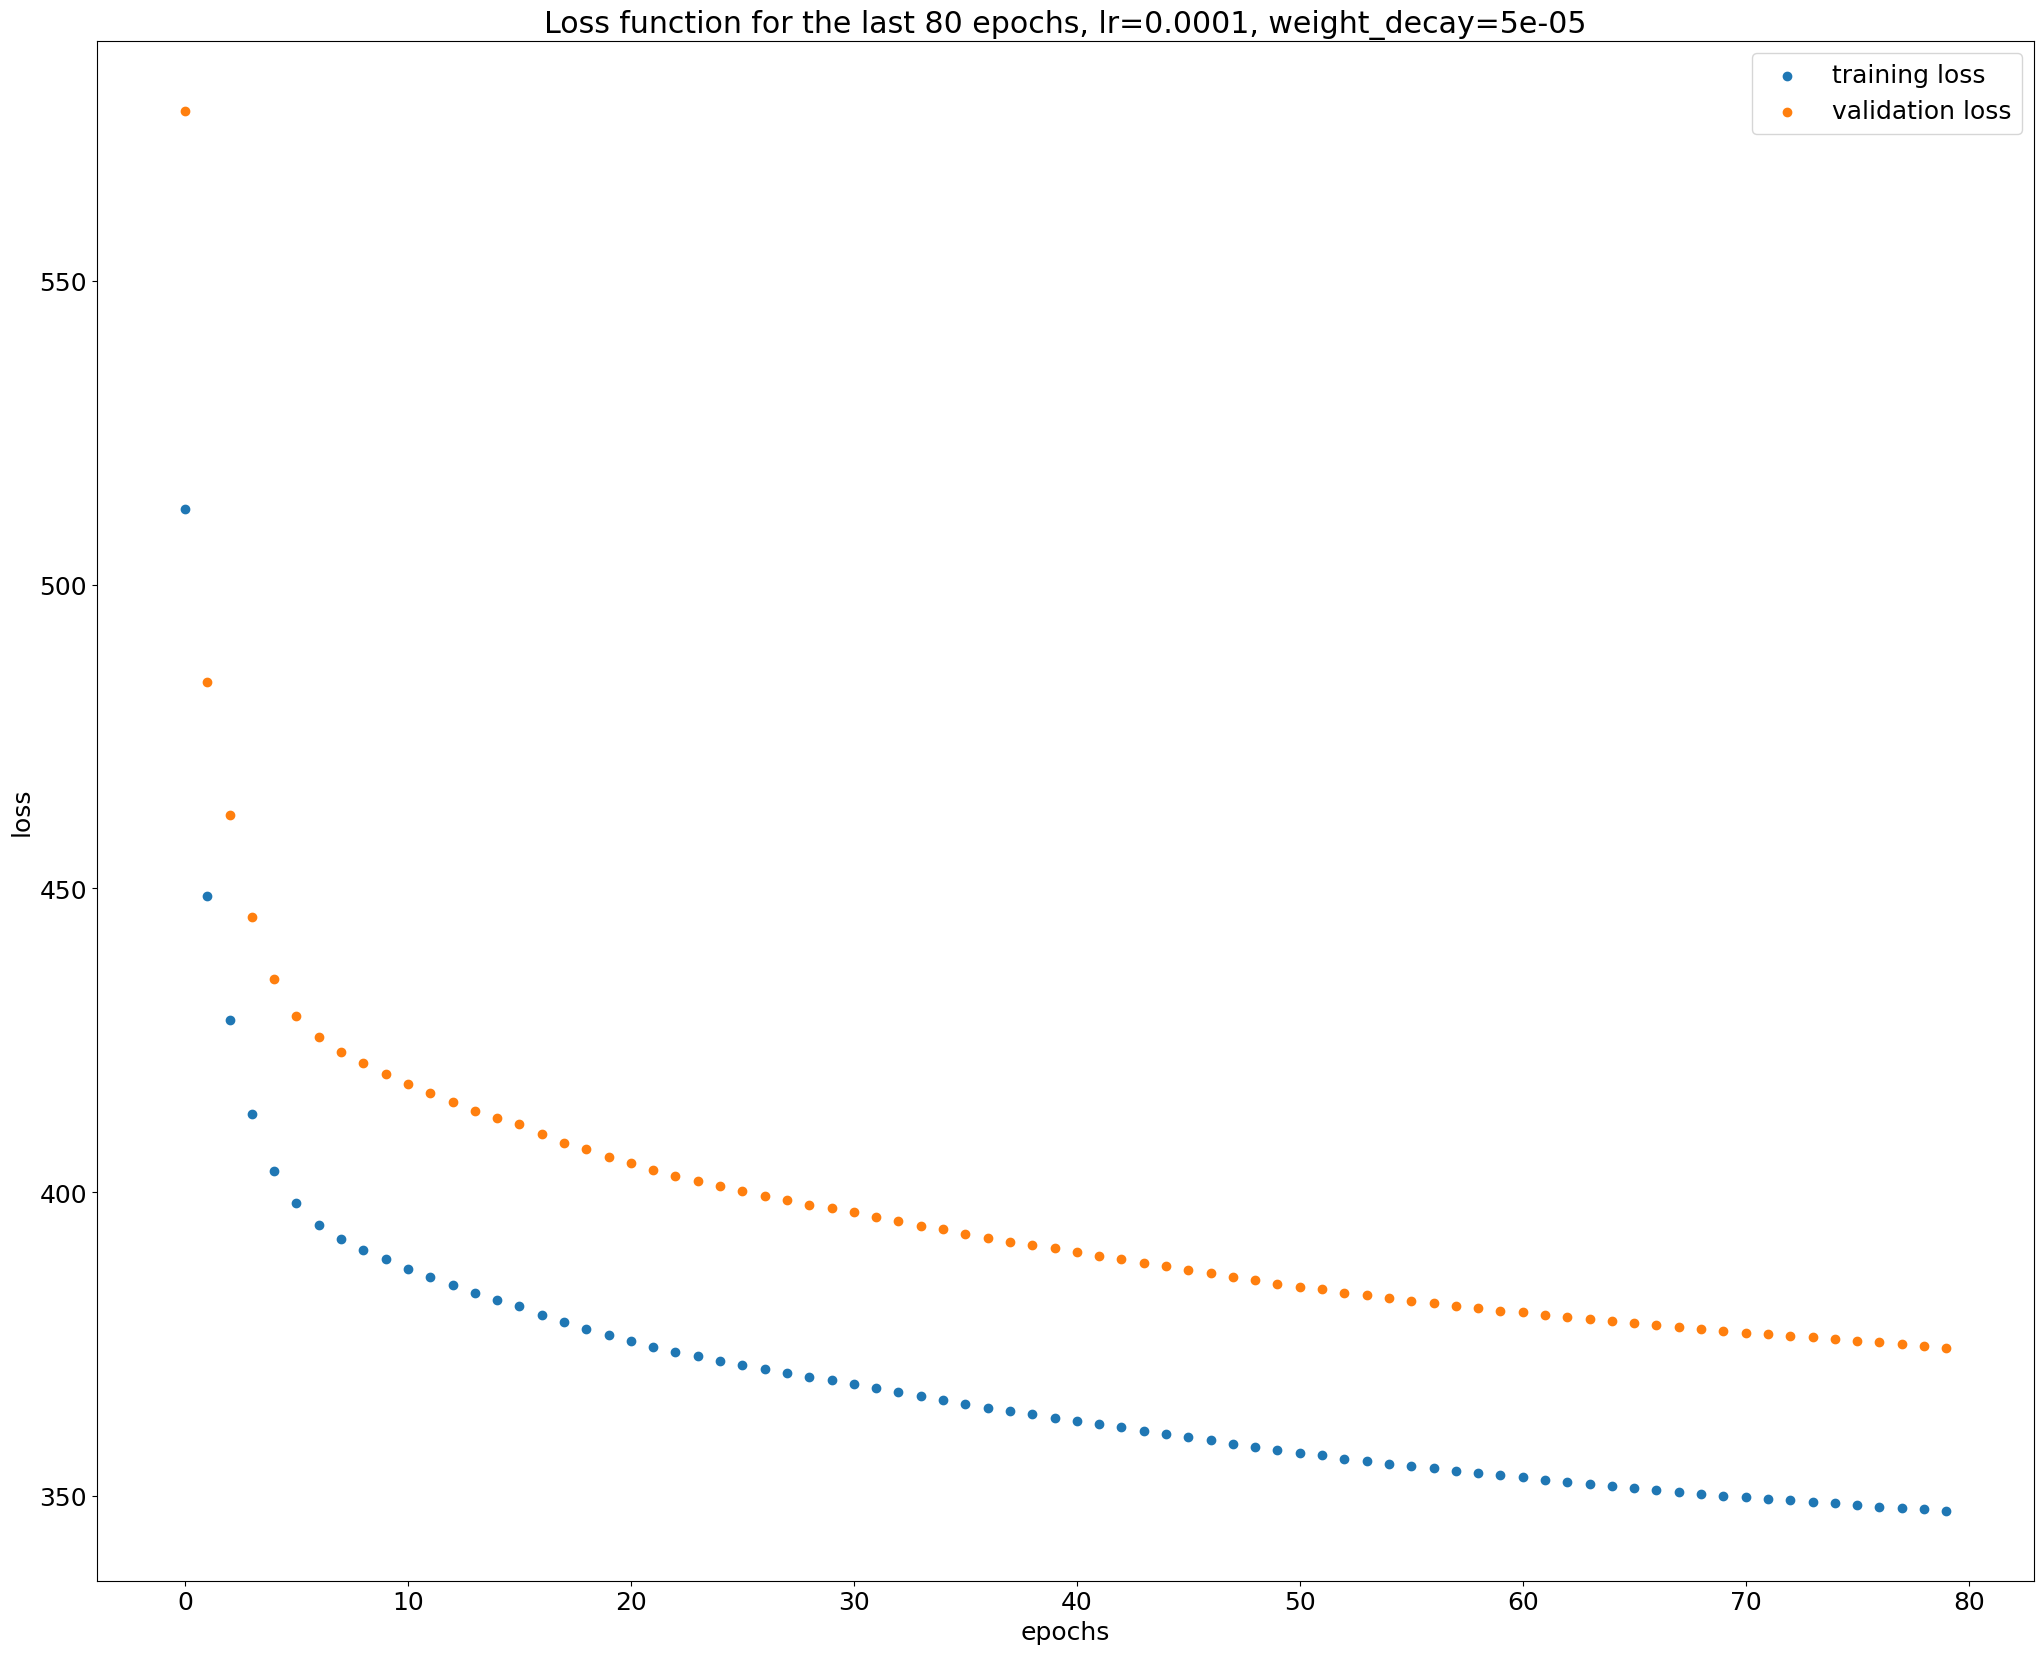 Loss function for the last 80 epochs, lr=0.0001, weight_decay=5e-05
training loss
validation loss
550
500
450
400
350
loss
0 10 20 30 40 50 60 70 80
epochs